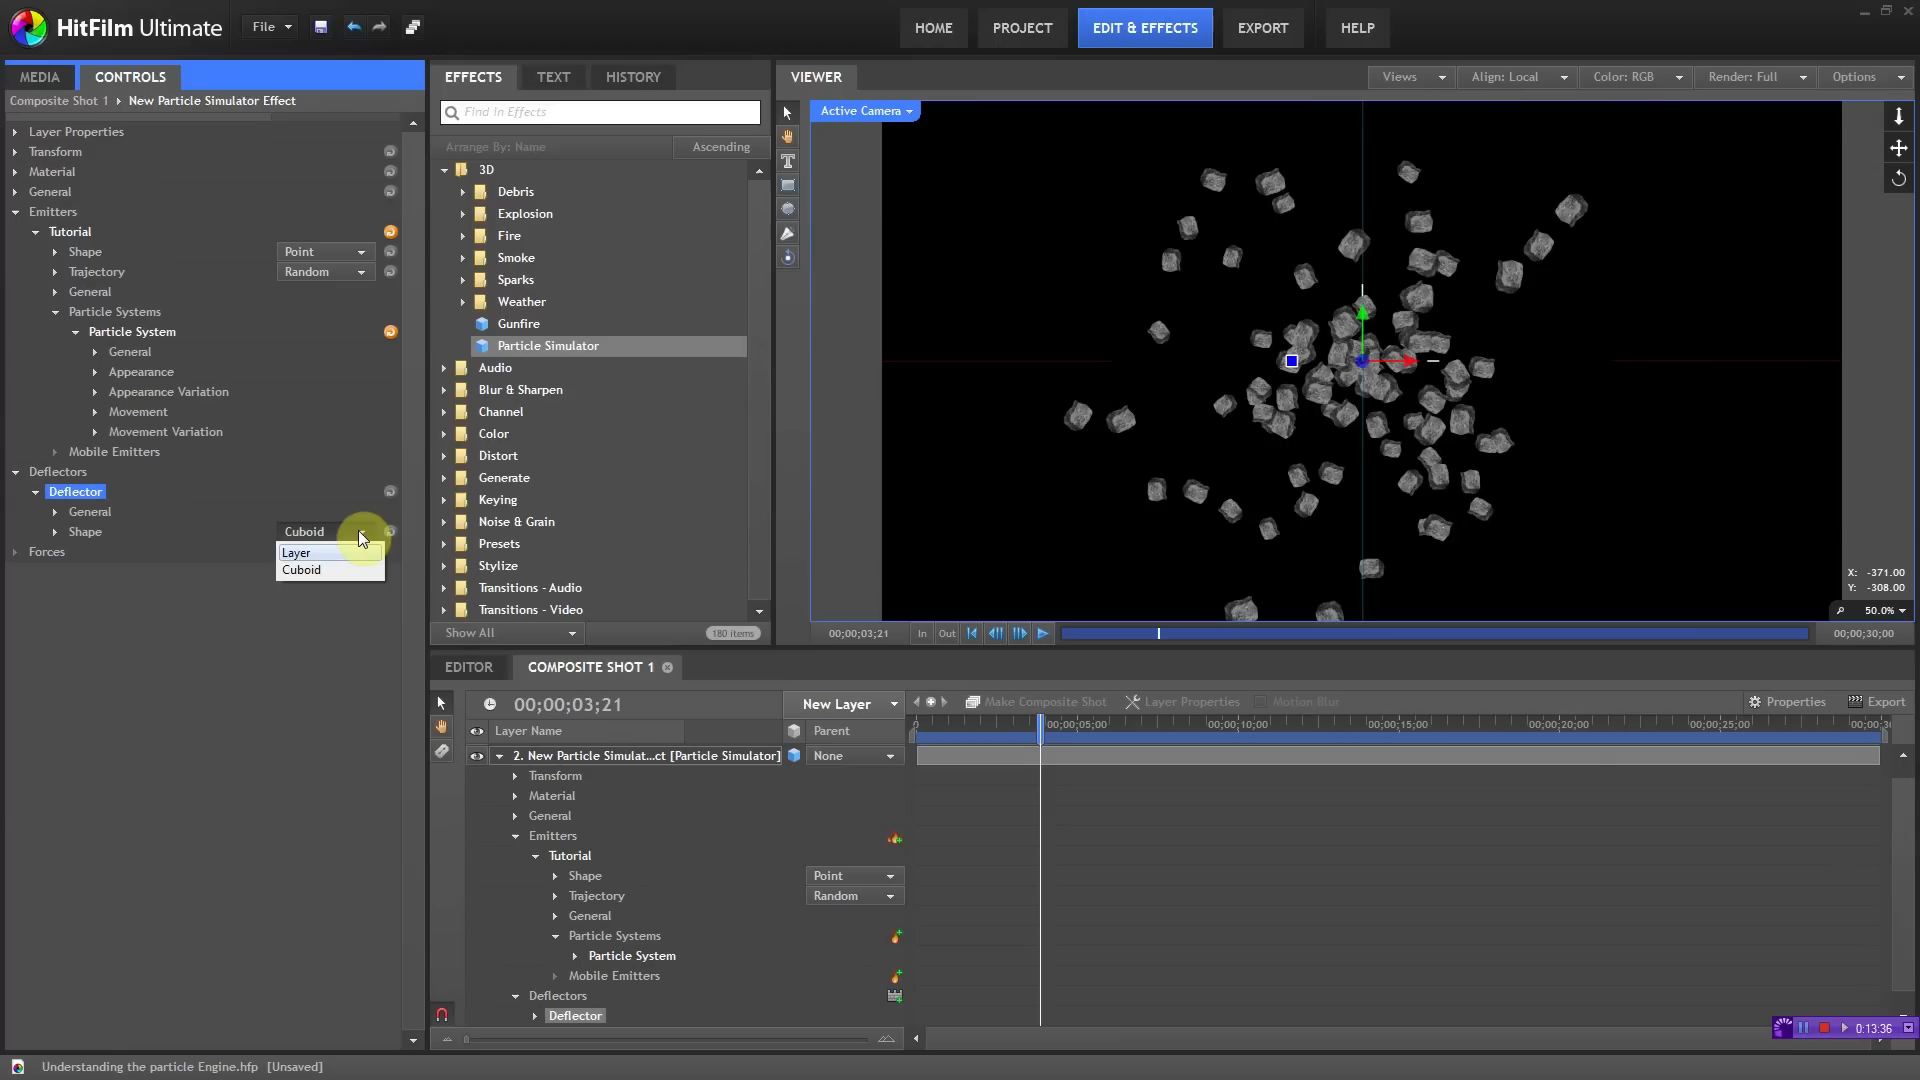 HitFilm Ultimate
File
HOME
PROJECT
EDIT & EFFECTS
EXPORT
HELP
MEDIA
CONTROLS
Composite Shot 1
New Particle Simulator Effect
Layer Properties
Transform
Material
General
Emitters
Tutorial
Shape
Point
Trajectory
Random
General
Particle Systems
Particle System
General
Appearance
Appearance Variation
Movement
Movement Variation
Mobile Emitters
Deflectors
Deflector
General
Shape
Cuboid
Layer
Cuboid
Forces
EFFECTS
TEXT
HISTORY
Find in Effects
Arrange By: Name
Ascending
3D
Debris
Explosion
Fire
Smoke
Sparks
Weather
Gunfire
Particle Simulator
Audio
Blur & Sharpen
Channel
Color
Distort
Generate
Keying
Noise & Grain
Presets
Stylize
Transitions - Audio
Transitions - Video
Show All
180 items
VIEWER
Views
Align: Local
Color: RGB
Render: Full
Options
Active Camera
X: -371.00
Y: -308.00
50.0%
00;00;03;21
In
Out
00;00;30;00
EDITOR
COMPOSITE SHOT 1
00;00;03;21
New Layer
Make Composite Shot
Layer Properties
Motion Blur
Properties
Export
Layer Name
Parent
0
00;00;05;00
00;00;10;00
00;00;15;00
00;00;20;00
00;00;25;00
00;00;30
2. New Particle Simulat...ct [Particle Simulator]
None
Transform
Material
General
Emitters
Tutorial
Shape
Point
Trajectory
Random
General
Particle Systems
Particle System
Mobile Emitters
Deflectors
Deflector
0:13:36
Understanding the particle Engine.hfp [Unsaved]